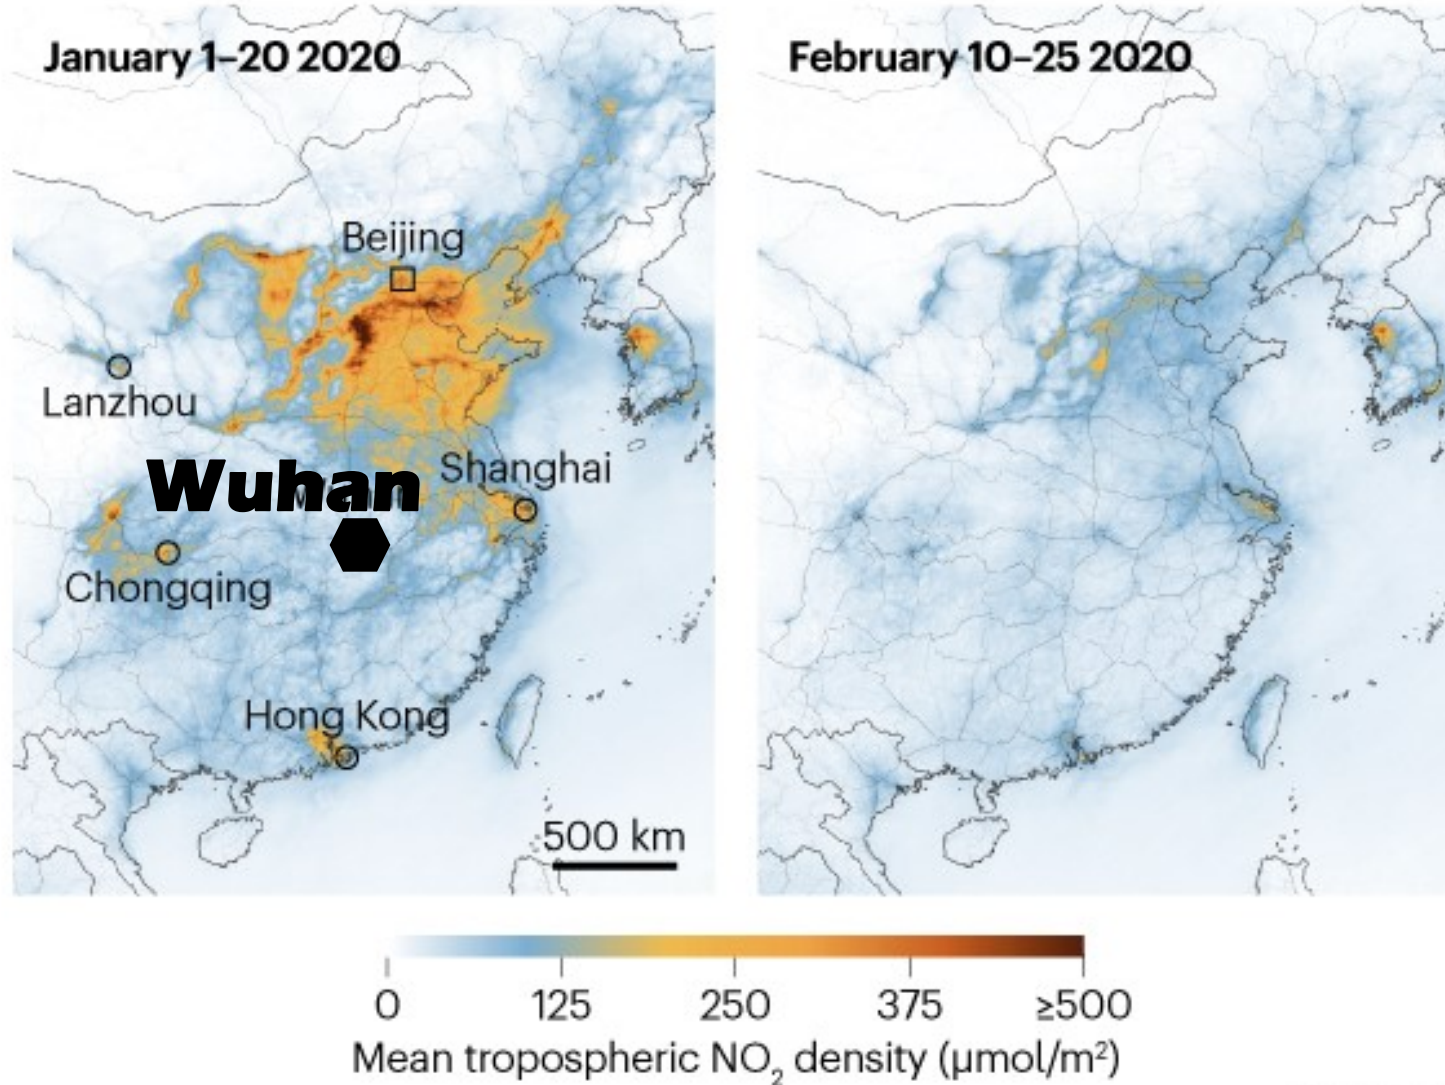 January 1–20 2020
February 10–25 2020
Beijing
Lanzhou
Wuhan
Shanghai
Chongqing
Hong Kong
500 km
0 125 250 375 ≥500
Mean tropospheric NO₂ density (µmol/m²)